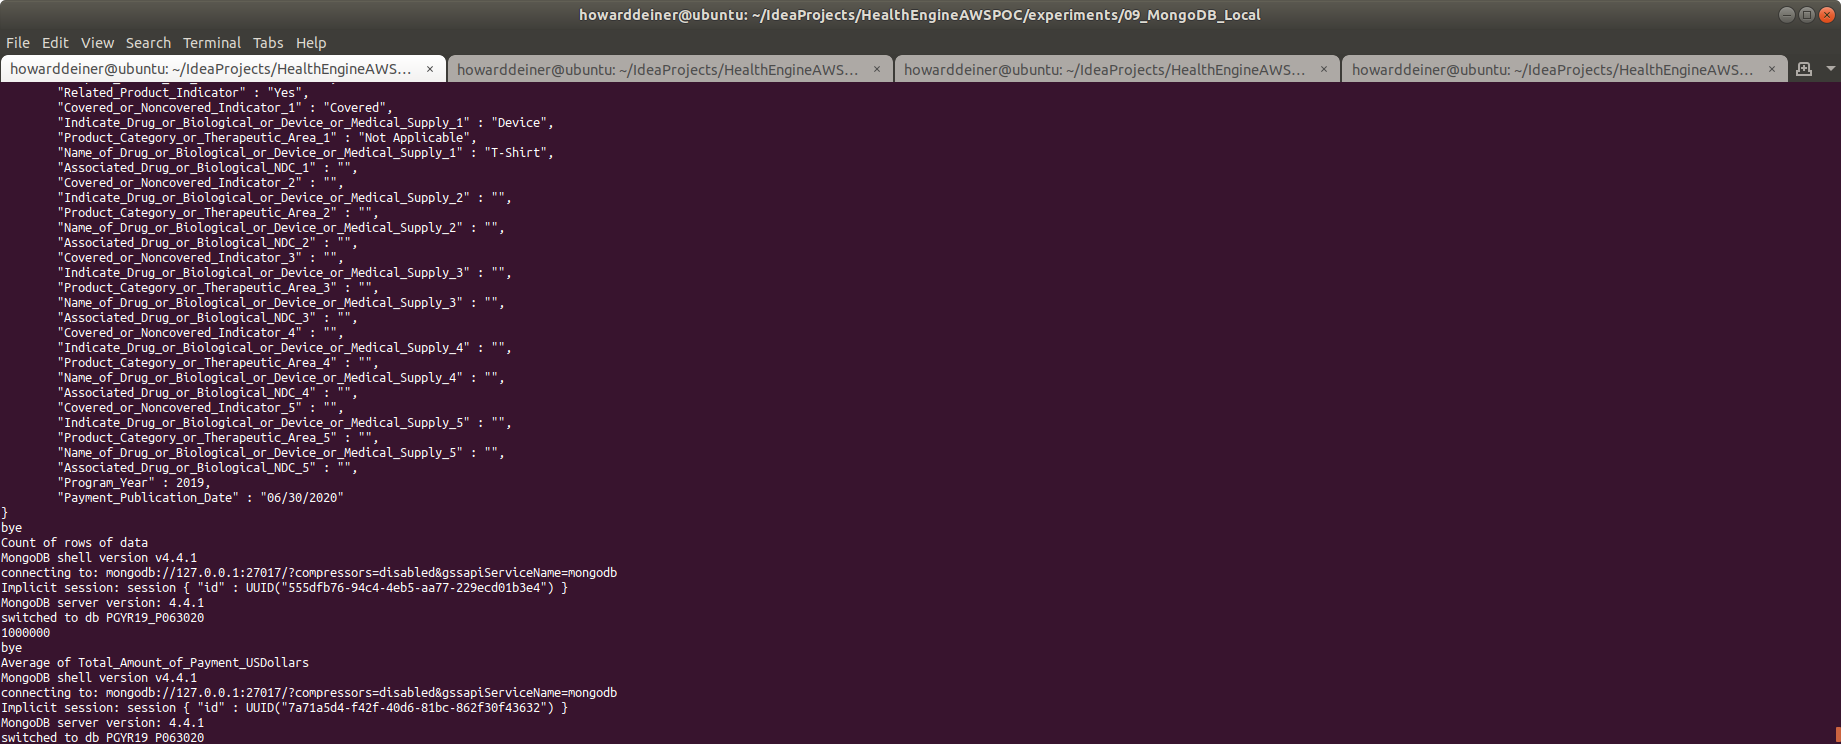 howarddeiner@ubuntu: ~/IdeaProjects/HealthEngineAWSPOC/experiments/09_MongoDB_Local
File Edit View Search Terminal Tabs Help
howarddeiner@ubuntu: ~/IdeaProjects/HealthEngineAWS... × howarddeiner@ubuntu: ~/IdeaProjects/HealthEngineAWS... × howarddeiner@ubuntu: ~/IdeaProjects/HealthEngineAWS... × howarddeiner@ubuntu: ~/IdeaProjects/HealthEngineAWS... ×
"Related_Product_Indicator" : "Yes",
"Covered_or_Noncovered_Indicator_1" : "Covered",
"Indicate_Drug_or_Biological_or_Device_or_Medical_Supply_1" : "Device",
"Product_Category_or_Therapeutic_Area_1" : "Not Applicable",
"Name_of_Drug_or_Biological_or_Device_or_Medical_Supply_1" : "T-Shirt",
"Associated_Drug_or_Biological_NDC_1" : "",
"Covered_or_Noncovered_Indicator_2" : "",
"Indicate_Drug_or_Biological_or_Device_or_Medical_Supply_2" : "",
"Product_Category_or_Therapeutic_Area_2" : "",
"Name_of_Drug_or_Biological_or_Device_or_Medical_Supply_2" : "",
"Associated_Drug_or_Biological_NDC_2" : "",
"Covered_or_Noncovered_Indicator_3" : "",
"Indicate_Drug_or_Biological_or_Device_or_Medical_Supply_3" : "",
"Product_Category_or_Therapeutic_Area_3" : "",
"Name_of_Drug_or_Biological_or_Device_or_Medical_Supply_3" : "",
"Associated_Drug_or_Biological_NDC_3" : "",
"Covered_or_Noncovered_Indicator_4" : "",
"Indicate_Drug_or_Biological_or_Device_or_Medical_Supply_4" : "",
"Product_Category_or_Therapeutic_Area_4" : "",
"Name_of_Drug_or_Biological_or_Device_or_Medical_Supply_4" : "",
"Associated_Drug_or_Biological_NDC_4" : "",
"Covered_or_Noncovered_Indicator_5" : "",
"Indicate_Drug_or_Biological_or_Device_or_Medical_Supply_5" : "",
"Product_Category_or_Therapeutic_Area_5" : "",
"Name_of_Drug_or_Biological_or_Device_or_Medical_Supply_5" : "",
"Associated_Drug_or_Biological_NDC_5" : "",
"Program_Year" : 2019,
"Payment_Publication_Date" : "06/30/2020"
}
bye
Count of rows of data
MongoDB shell version v4.4.1
connecting to: mongodb://127.0.0.1:27017/?compressors=disabled&gssapiServiceName=mongodb
Implicit session: session { "id" : UUID("555dfb76-94c4-4eb5-aa77-229ecd01b3e4") }
MongoDB server version: 4.4.1
switched to db PGYR19_P063020
1000000
bye
Average of Total_Amount_of_Payment_USDollars
MongoDB shell version v4.4.1
connecting to: mongodb://127.0.0.1:27017/?compressors=disabled&gssapiServiceName=mongodb
Implicit session: session { "id" : UUID("7a71a5d4-f42f-40d6-81bc-862f30f43632") }
MongoDB server version: 4.4.1
switched to db PGYR19_P063020